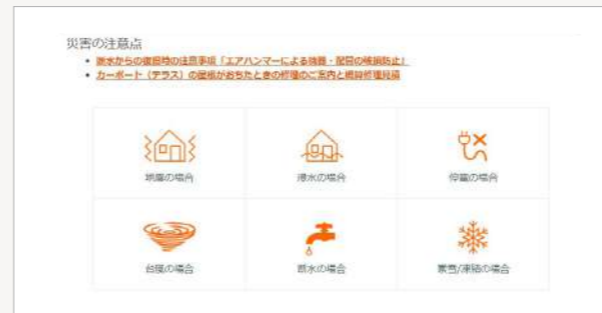 災害の注意点
断水からの復旧時の注意事項「エアハンマーによる機器・配管の破損防止」
カーポート（テラス）の屋根がおちたときの修理のご案内と概算修理見積
地震の場合
浸水の場合
停電の場合
台風の場合
断水の場合
豪雪/凍結の場合